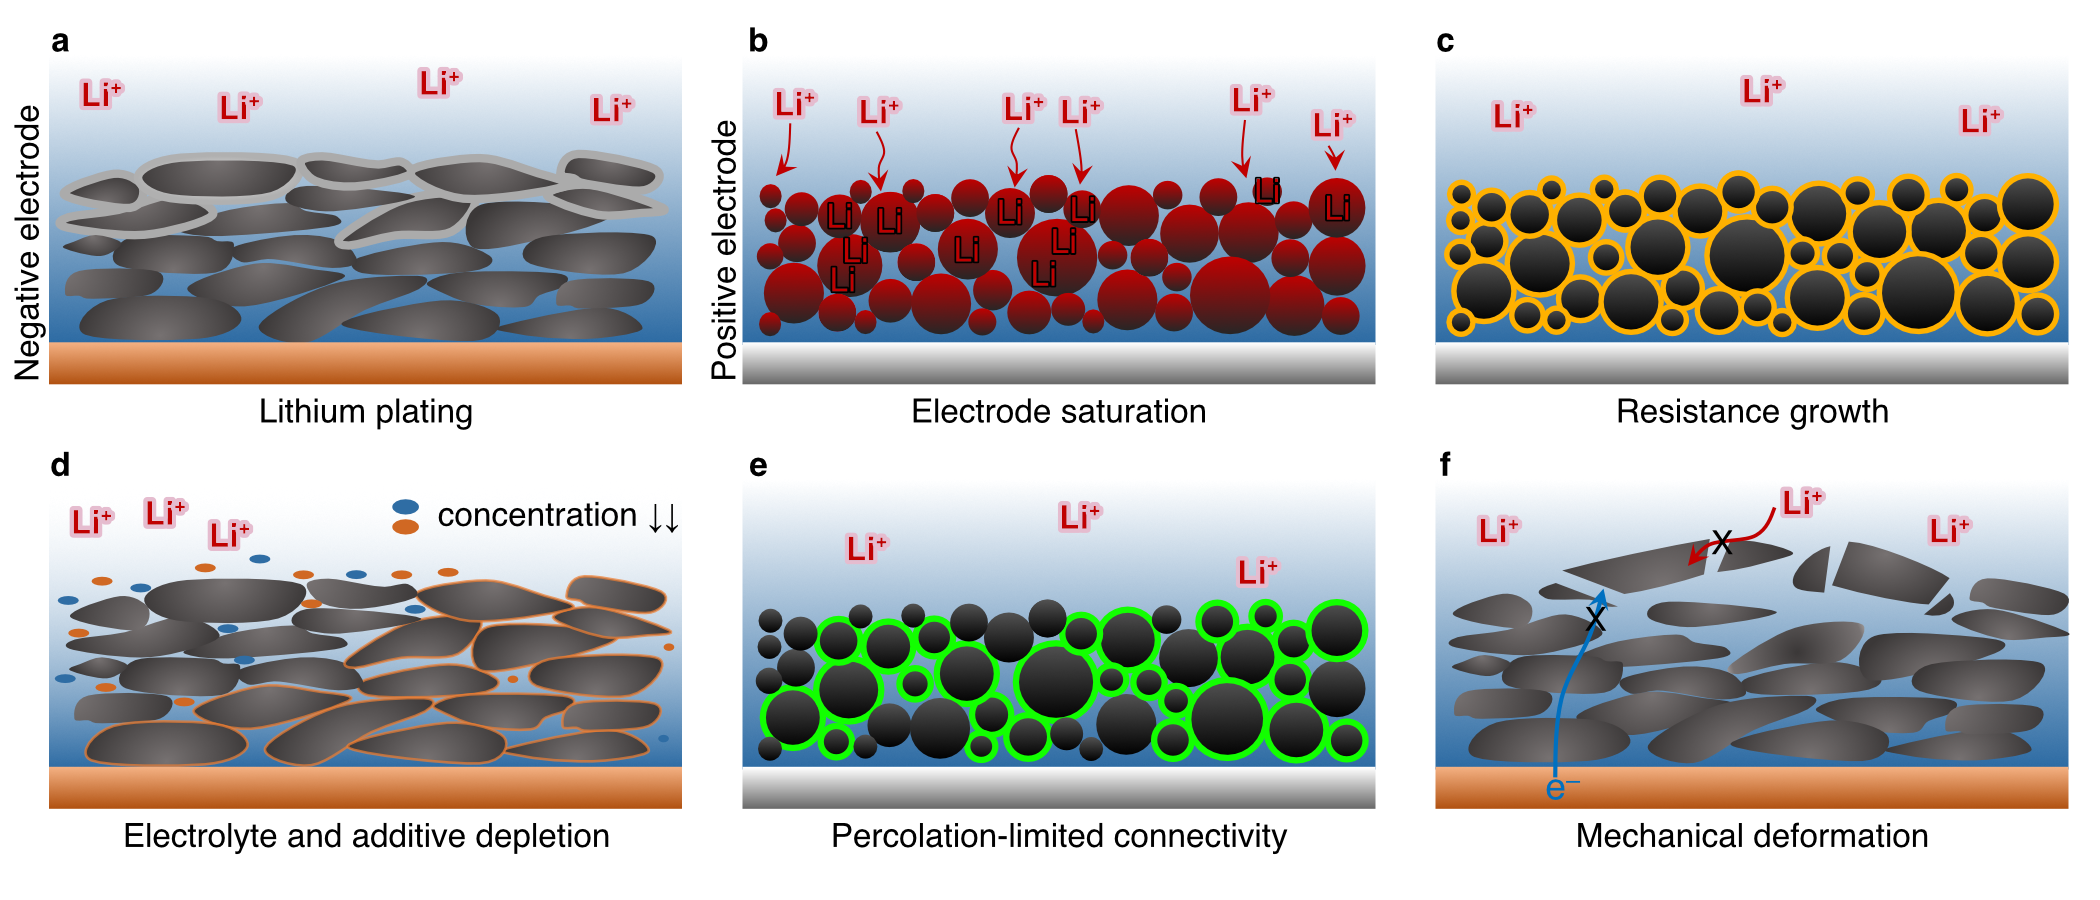 a
Li⁺
Li⁺
Li⁺
Li⁺
Negative electrode
Lithium plating
b
Li⁺
Li⁺
Li⁺
Li⁺
Li⁺
Li⁺
Li
Li
Li
Li
Li
Li
Li
Li
Li
Li
Li
Positive electrode
Electrode saturation
c
Li⁺
Li⁺
Li⁺
Resistance growth
d
Li⁺
Li⁺
Li⁺
concentration ↓↓
Electrolyte and additive depletion
e
Li⁺
Li⁺
Li⁺
Percolation-limited connectivity
f
Li⁺
Li⁺
Li⁺
X
X
e⁻
Mechanical deformation